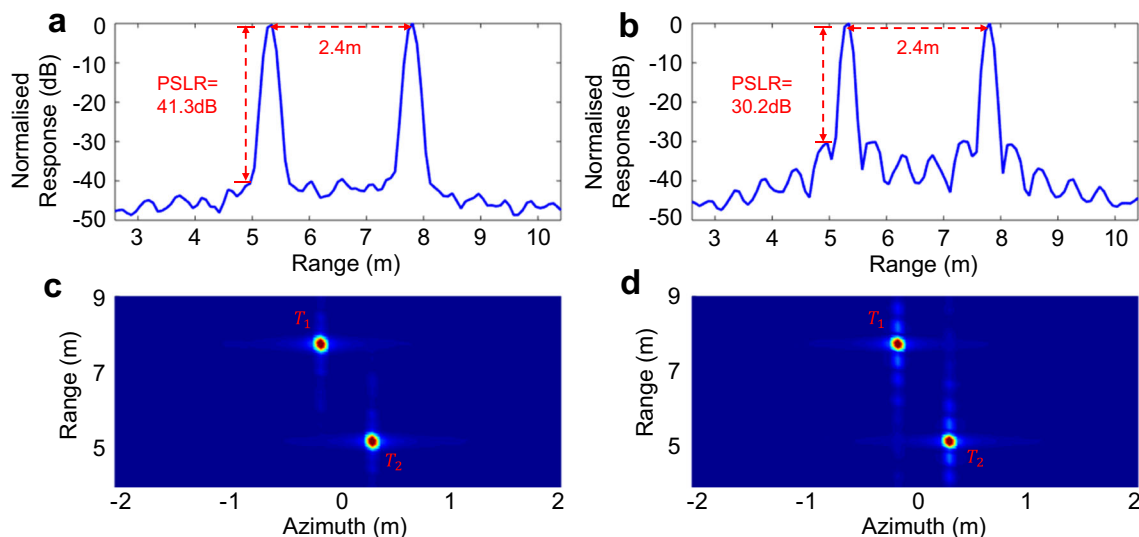 a
Normalised
Response (dB)
0
-10
-20
-30
-40
-50
PSLR=
41.3dB
2.4m
3 4 5 6 7 8 9 10
Range (m)
b
Normalised
Response (dB)
0
-10
-20
-30
-40
-50
PSLR=
30.2dB
2.4m
3 4 5 6 7 8 9 10
Range (m)
c
Range (m)
9
7
5
T1
T2
-2 -1 0 1 2
Azimuth (m)
d
Range (m)
9
7
5
T1
T2
-2 -1 0 1 2
Azimuth (m)